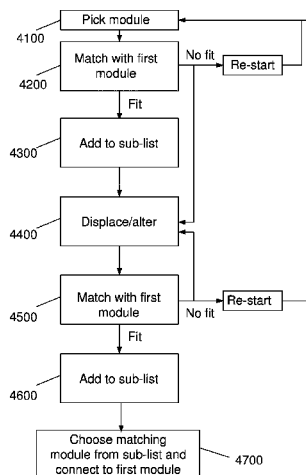 Pick module
4100
Match with first
module
No fit
Re-start
4200
Fit
Add to sub-list
4300
Displace/alter
4400
Match with first
module
4500
No fit
Re-start
Fit
Add to sub-list
4600
Choose matching
module from sub-list and
connect to first module
4700